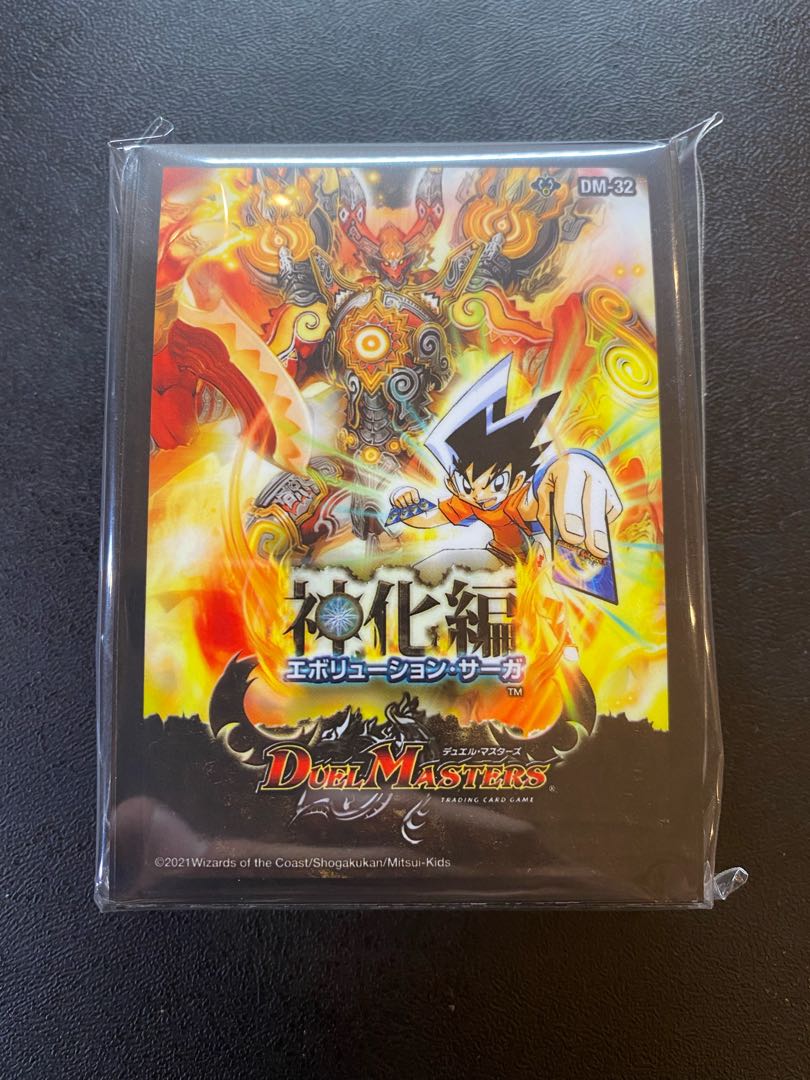 DM-32
神化編
エボリューション・サーガ
TM
デュエル・マスターズ
DUEL MASTERS®
TRADING CARD GAME
©2021Wizards of the Coast/Shogakukan/Mitsui-Kids